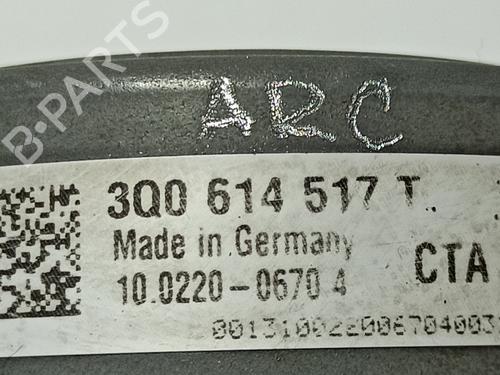 B-PARTS
ARC
3Q0 614 517 T
Made in Germany
10.0220-0670 4
CTA